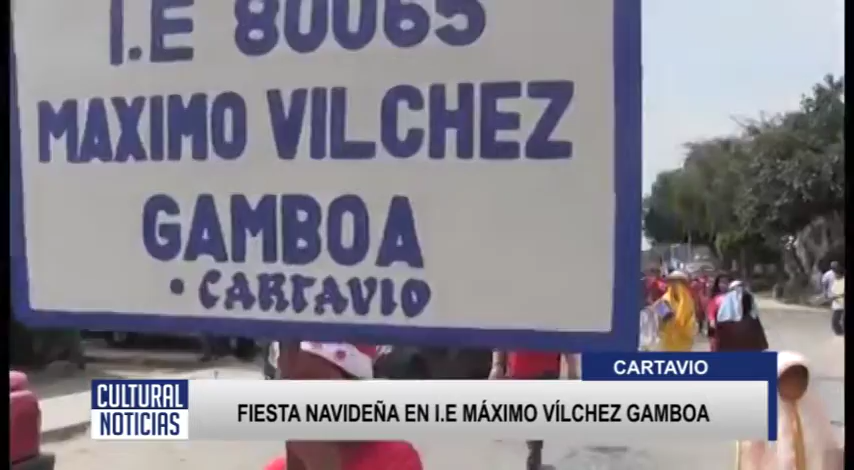 I.E 80065
MAXIMO VILCHEZ
GAMBOA
• CARTAVIO
CARTAVIO
CULTURAL
NOTICIAS
FIESTA NAVIDEÑA EN I.E MÁXIMO VÍLCHEZ GAMBOA